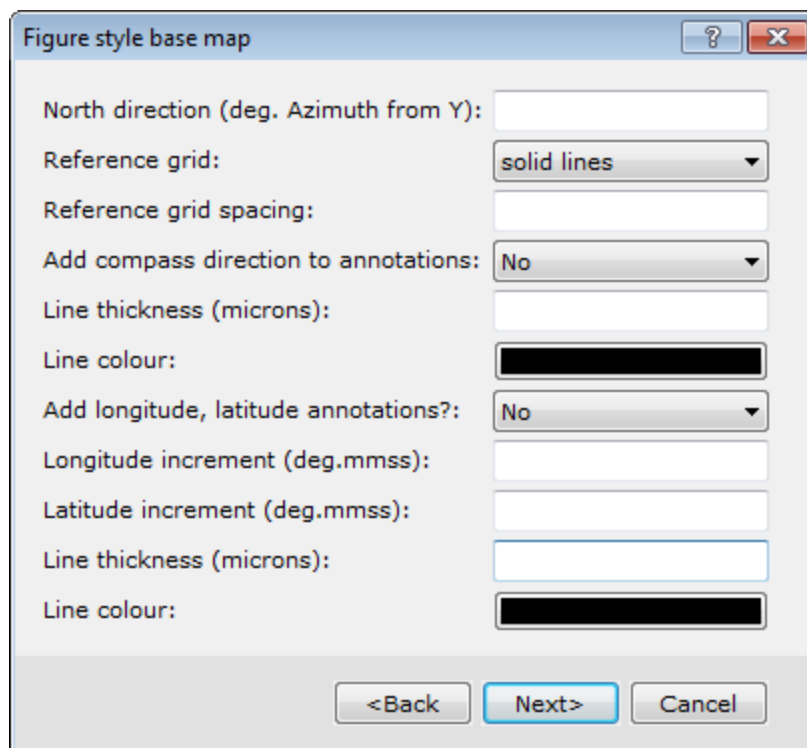 Figure style base map
North direction (deg. Azimuth from Y):
Reference grid: solid lines
Reference grid spacing:
Add compass direction to annotations: No
Line thickness (microns):
Line colour:
Add longitude, latitude annotations?: No
Longitude increment (deg.mmss):
Latitude increment (deg.mmss):
Line thickness (microns):
Line colour:
<Back Next> Cancel